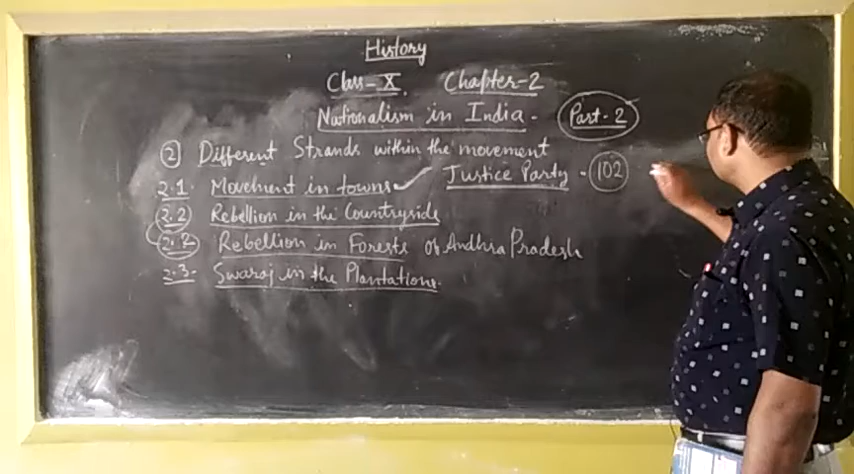 History
Class-X. Chapter-2
Nationalism in India. Part-2
② Different Strands within the movement
2.1. Movement in towns ✓ Justice Party - 102
2.2 Rebellion in the Countryside
2.2 Rebellion in Forests of Andhra Pradesh
2.3. Swaraj in the Plantations.